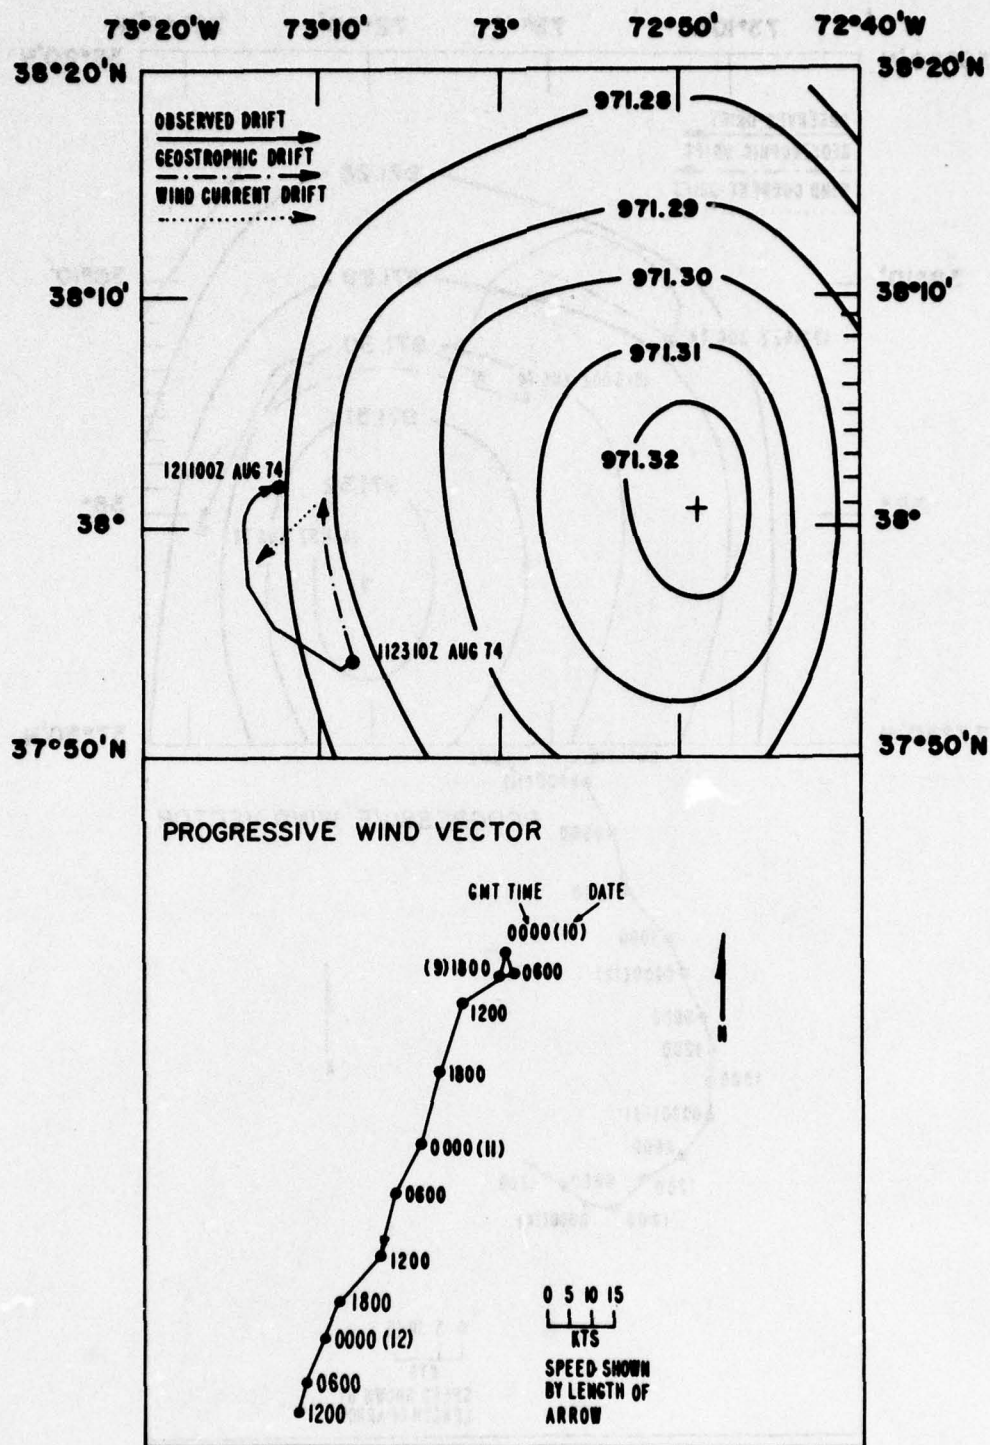 73°20'W 73°10' 73° 72°50' 72°40'W
38°20'N 38°20'N
971.28
OBSERVED DRIFT
GEOSTROPHIC DRIFT
WIND CURRENT DRIFT
971.29
971.30
38°10' 38°10'
971.31
971.32
121100Z AUG 74
38° 38°
112310Z AUG 74
37°50'N 37°50'N
PROGRESSIVE WIND VECTOR
GMT TIME DATE
0000(10)
(9)1800 0600
1200
N
1800
0000(11)
0600
1200
1800
0 5 10 15
KTS
0000(12)
SPEED SHOWN
BY LENGTH OF
ARROW
0600
1200